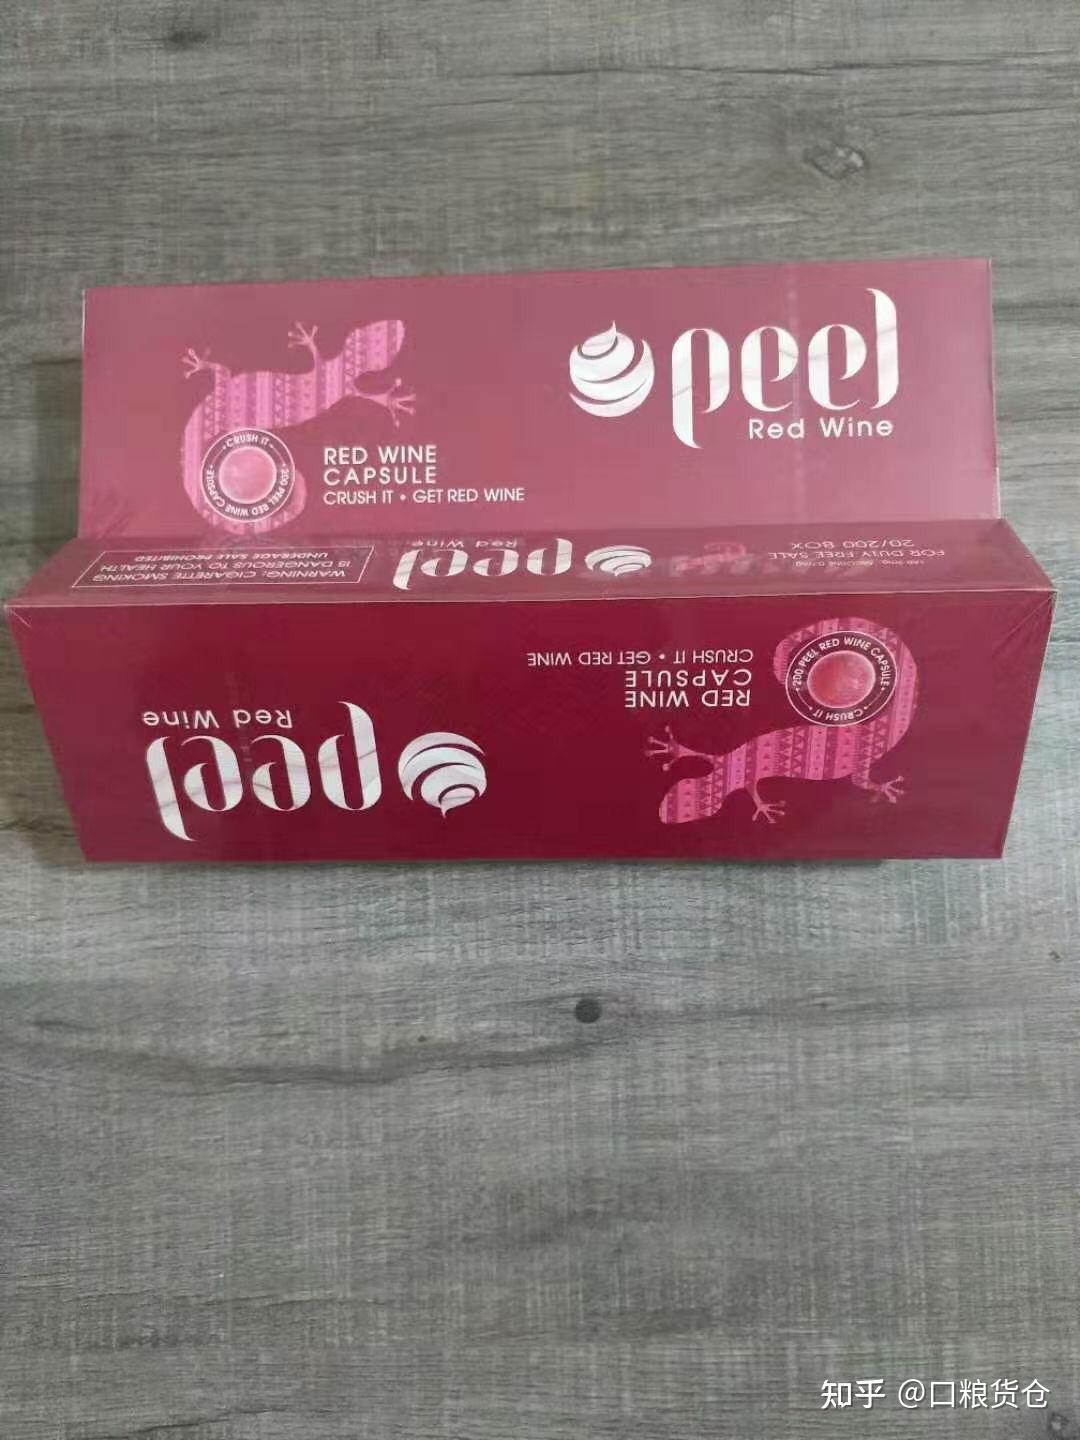 peel
Red Wine
RED WINE
CAPSULE
CRUSH IT • GET RED WINE
CRUSH IT • 200 PEEL RED WINE CAPSULE •
WARNING: CIGARETTE SMOKING
IS DANGEROUS TO YOUR HEALTH
UNDERAGE SALE PROHIBITED
peel
Red Wine
FOR DUTY FREE SALE
20/200 BOX
200 PEEL RED WINE CAPSULE • CRUSH IT •
RED WINE
CAPSULE
CRUSH IT • GET RED WINE
peel
Red Wine
知乎 @口粮货仓